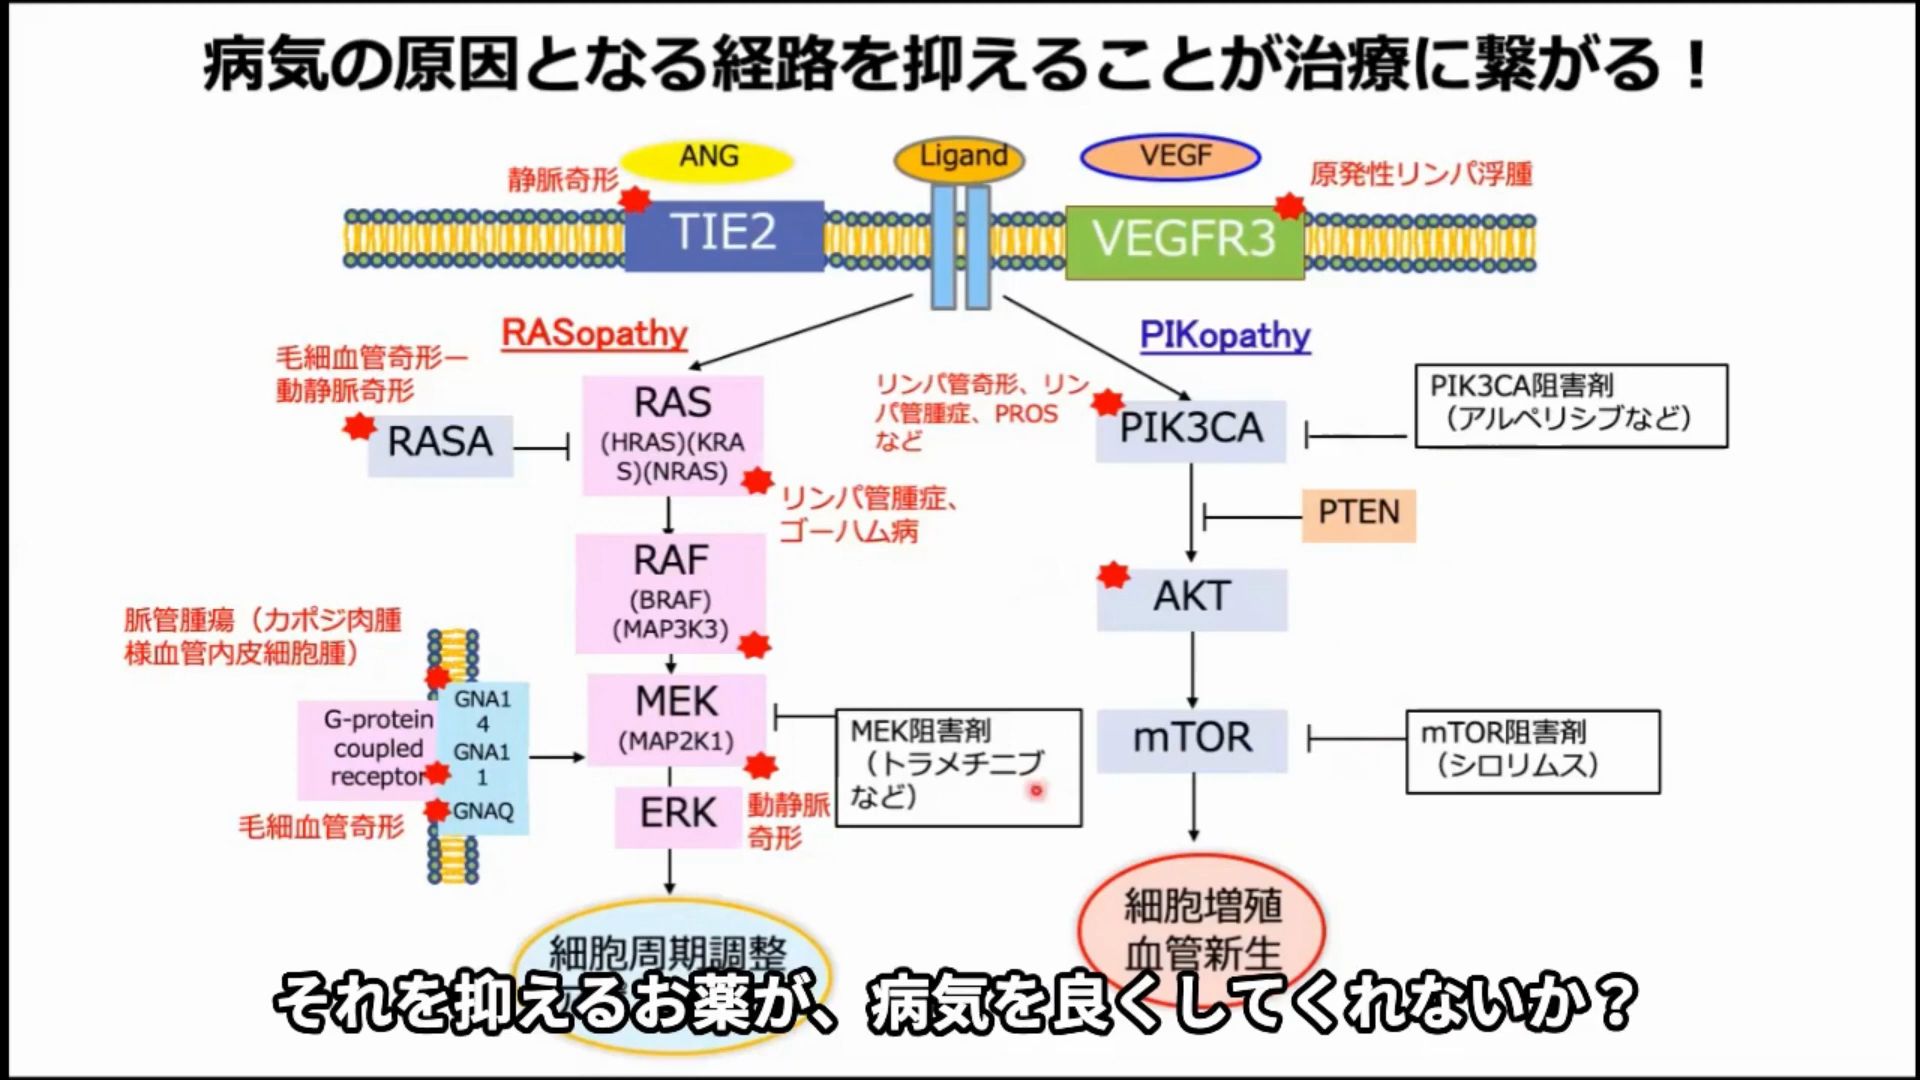 病気の原因となる経路を抑えることが治療に繋がる！
ANG
Ligand
VEGF
静脈奇形
原発性リンパ浮腫
TIE2
VEGFR3
RASopathy
PIKopathy
毛細血管奇形ー
動静脈奇形
RASA
RAS
(HRAS)(KRA
S)(NRAS)
リンパ管腫症、
ゴーハム病
リンパ管奇形、リン
パ管腫症、PROS
など
PIK3CA
PIK3CA阻害剤
（アルペリシブなど）
PTEN
RAF
(BRAF)
(MAP3K3)
AKT
脈管腫瘍（カポジ肉腫
様血管内皮細胞腫）
G-protein
coupled
receptor
GNA1
4
GNA1
1
GNAQ
毛細血管奇形
MEK
(MAP2K1)
MEK阻害剤
（トラメチニブ
など）
mTOR
mTOR阻害剤
（シロリムス）
ERK
動静脈
奇形
細胞周期調整
細胞増殖
血管新生
それを抑えるお薬が、病気を良くしてくれないか？